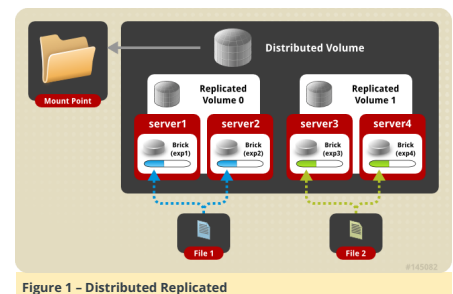 Distributed Volume
Mount Point
Replicated
Volume 0
Replicated
Volume 1
server1
server2
server3
server4
Brick
(exp1)
Brick
(exp2)
Brick
(exp3)
Brick
(exp4)
File 1
File 2
#145082
Figure 1 – Distributed Replicated